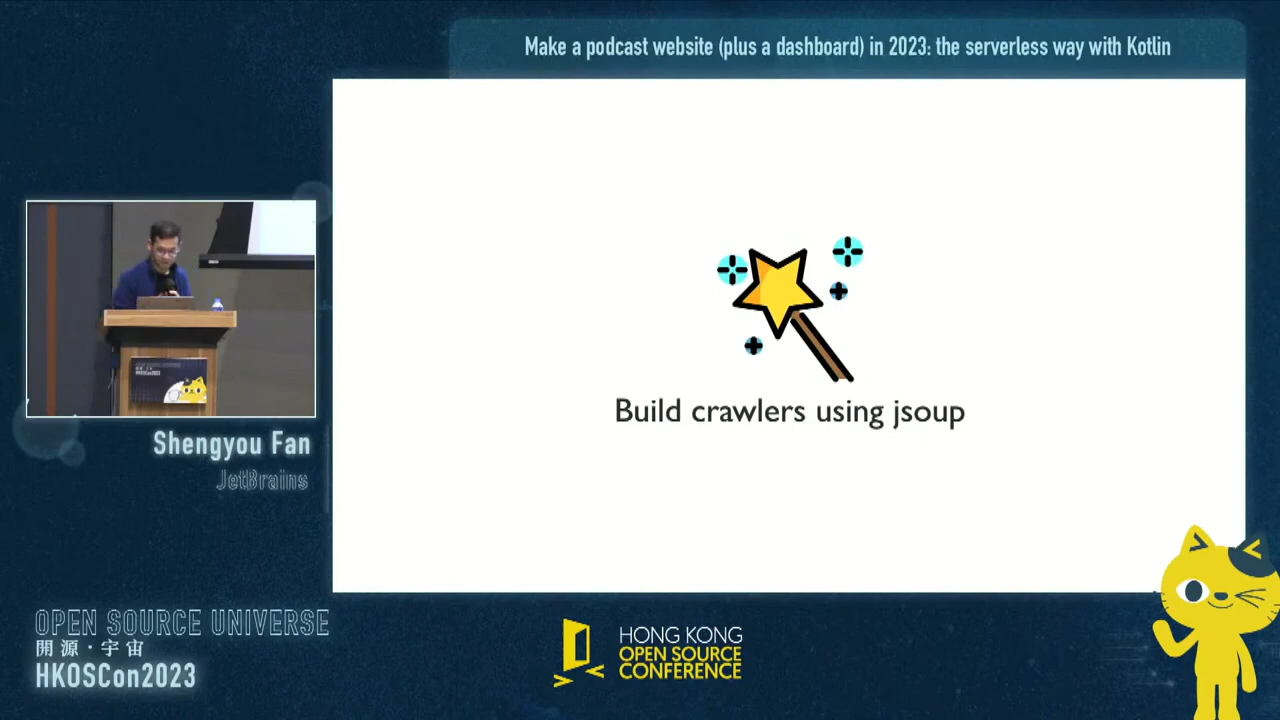 Make a podcast website (plus a dashboard) in 2023: the serverless way with Kotlin
Build crawlers using jsoup
Shengyou Fan
JetBrains
OPEN SOURCE UNIVERSE
開源·宇宙
HKOSCon2023
HONG KONG
OPEN SOURCE
CONFERENCE